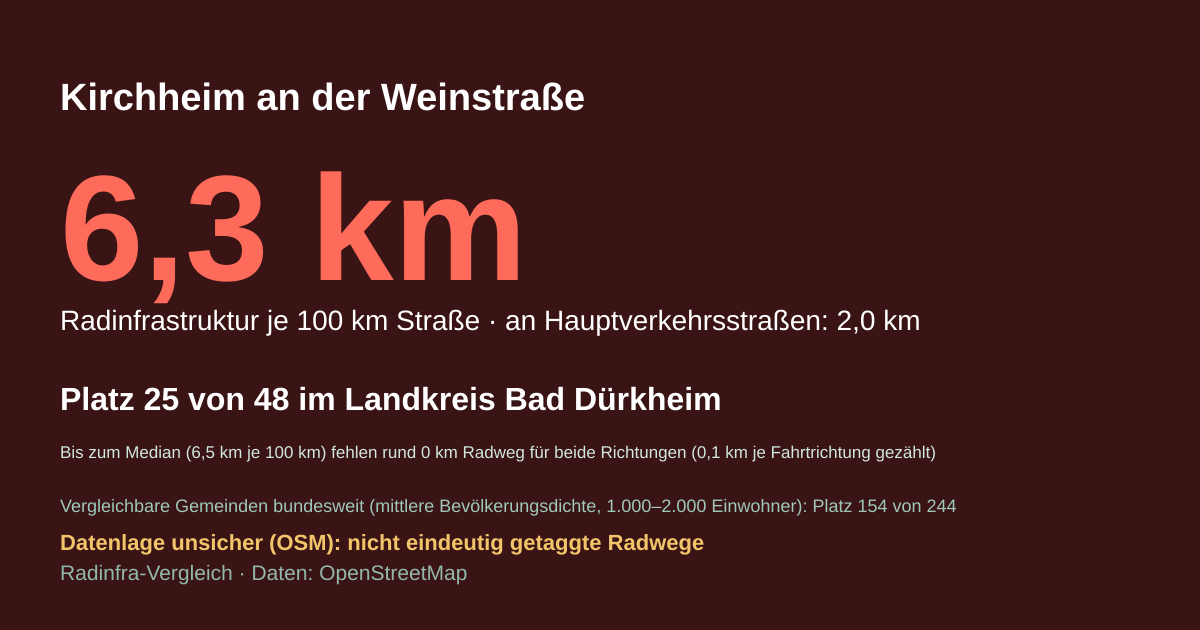 Kirchheim an der Weinstraße
6,3 km
Radinfrastruktur je 100 km Straße · an Hauptverkehrsstraßen: 2,0 km
Platz 25 von 48 im Landkreis Bad Dürkheim
Bis zum Median (6,5 km je 100 km) fehlen rund 0 km Radweg für beide Richtungen (0,1 km je Fahrtrichtung gezählt)
Vergleichbare Gemeinden bundesweit (mittlere Bevölkerungsdichte, 1.000–2.000 Einwohner): Platz 154 von 244
Datenlage unsicher (OSM): nicht eindeutig getaggte Radwege
Radinfra-Vergleich · Daten: OpenStreetMap